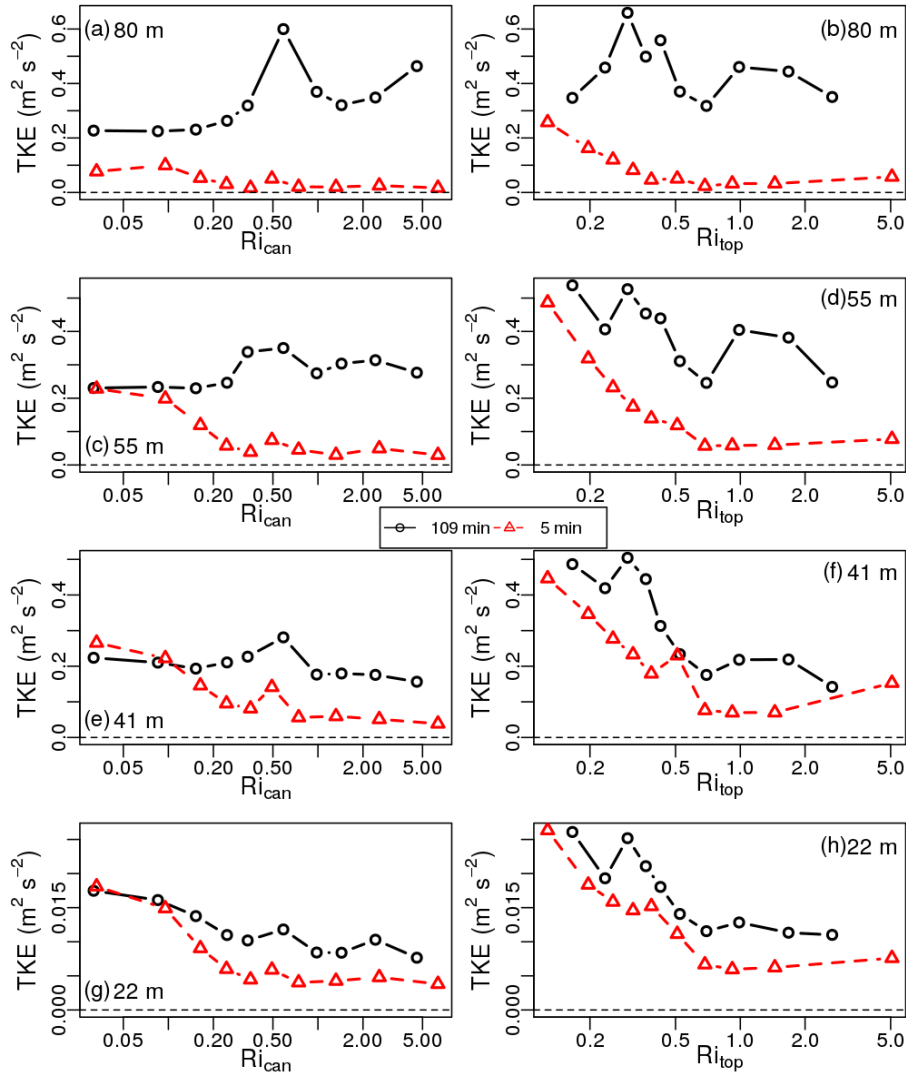 (a) 80 m
TKE (m² s⁻²)
0.0 0.2 0.4 0.6
0.05 0.20 0.50 2.00 5.00
Ri_can
(b) 80 m
TKE (m² s⁻²)
0.0 0.2 0.4 0.6
0.2 0.5 1.0 2.0 5.0
Ri_top
(c) 55 m
TKE (m² s⁻²)
0.0 0.2 0.4
0.05 0.20 0.50 2.00 5.00
Ri_can
(d) 55 m
TKE (m² s⁻²)
0.0 0.2 0.4
0.2 0.5 1.0 2.0 5.0
Ri_top
109 min 5 min
(e) 41 m
TKE (m² s⁻²)
0.0 0.2 0.4
0.05 0.20 0.50 2.00 5.00
Ri_can
(f) 41 m
TKE (m² s⁻²)
0.0 0.2 0.4
0.2 0.5 1.0 2.0 5.0
Ri_top
(g) 22 m
TKE (m² s⁻²)
0.000 0.015
0.05 0.20 0.50 2.00 5.00
Ri_can
(h) 22 m
TKE (m² s⁻²)
0.000 0.015
0.2 0.5 1.0 2.0 5.0
Ri_top